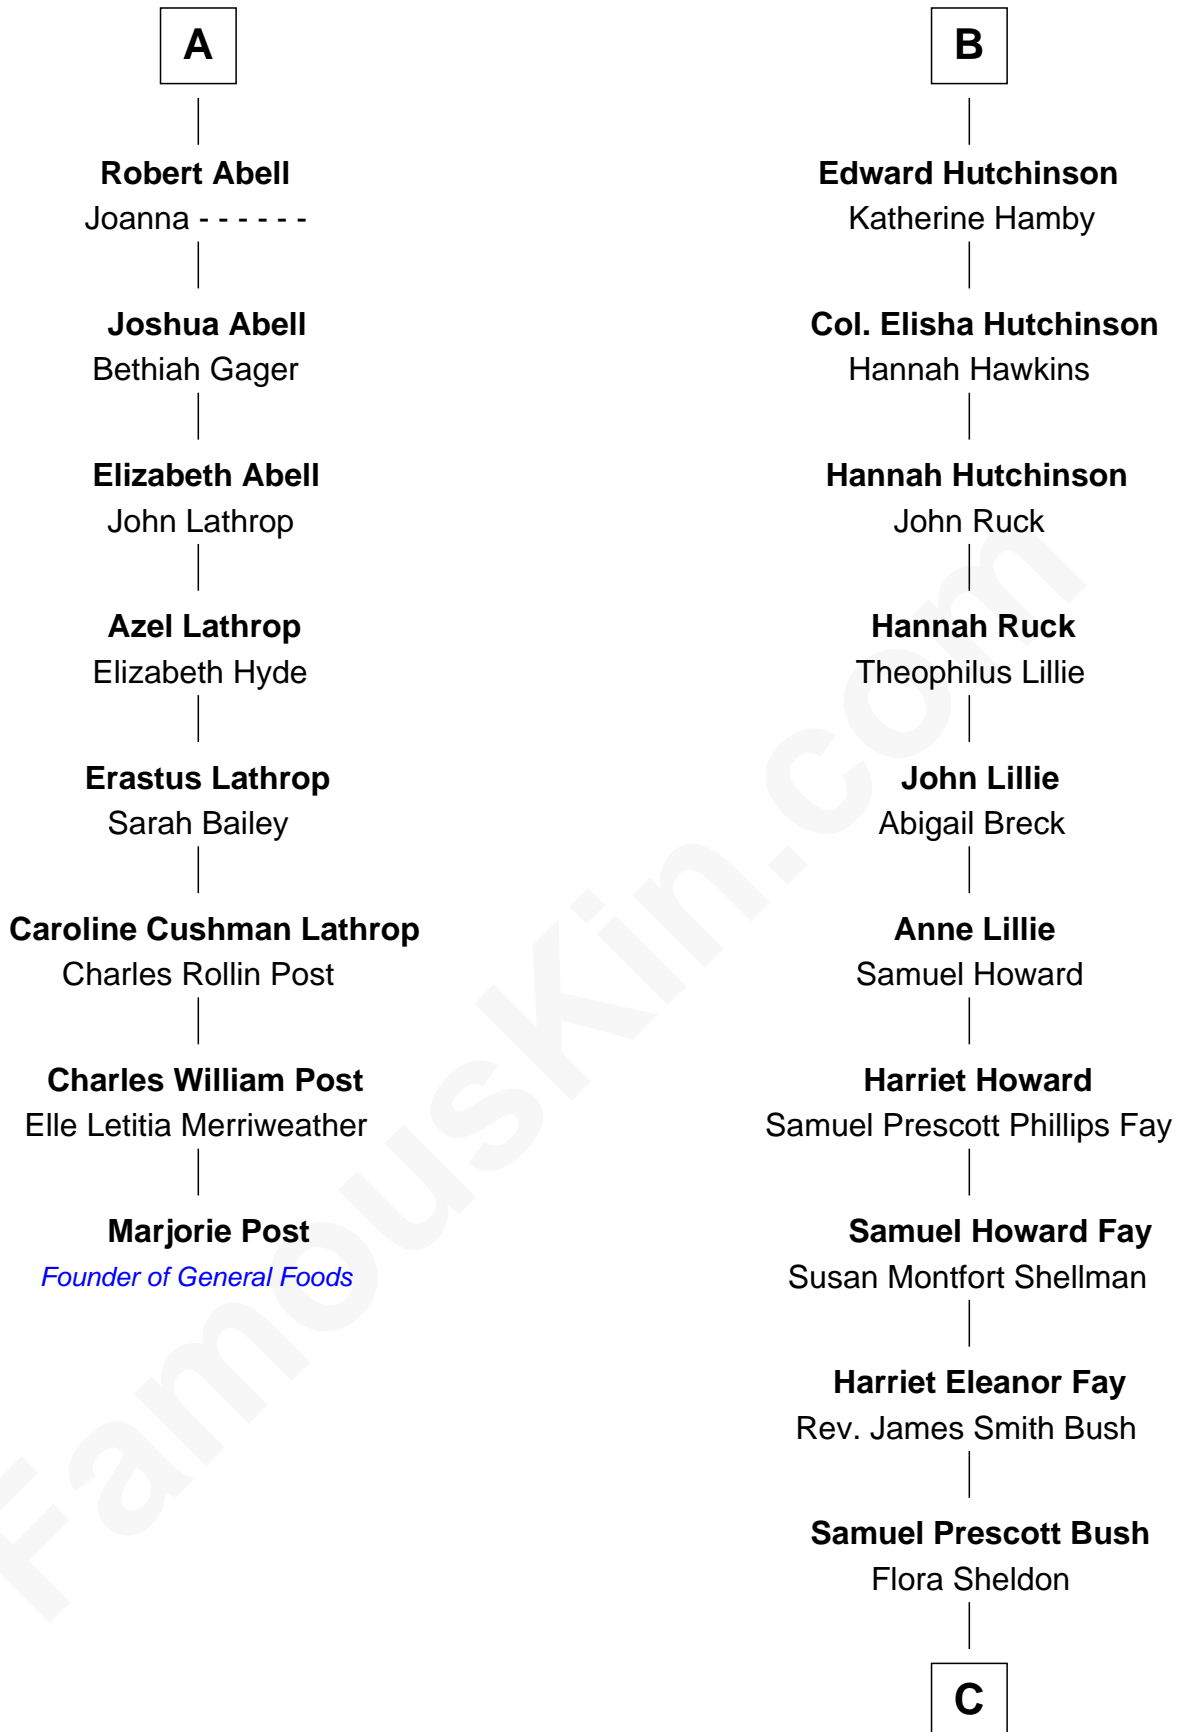 A
Robert Abell
Joanna - - - - - -
Joshua Abell
Bethiah Gager
Elizabeth Abell
John Lathrop
Azel Lathrop
Elizabeth Hyde
Erastus Lathrop
Sarah Bailey
Caroline Cushman Lathrop
Charles Rollin Post
Charles William Post
Elle Letitia Merriweather
Marjorie Post
Founder of General Foods
B
Edward Hutchinson
Katherine Hamby
Col. Elisha Hutchinson
Hannah Hawkins
Hannah Hutchinson
John Ruck
Hannah Ruck
Theophilus Lillie
John Lillie
Abigail Breck
Anne Lillie
Samuel Howard
Harriet Howard
Samuel Prescott Phillips Fay
Samuel Howard Fay
Susan Montfort Shellman
Harriet Eleanor Fay
Rev. James Smith Bush
Samuel Prescott Bush
Flora Sheldon
C
FamousKin.com